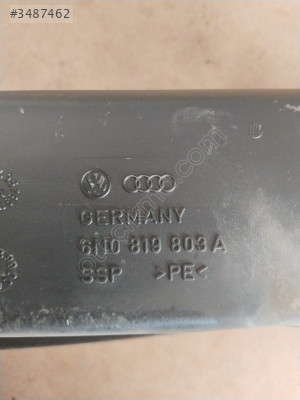 #3487462
GERMANY
6N0 819 803 A
SSP >PE<